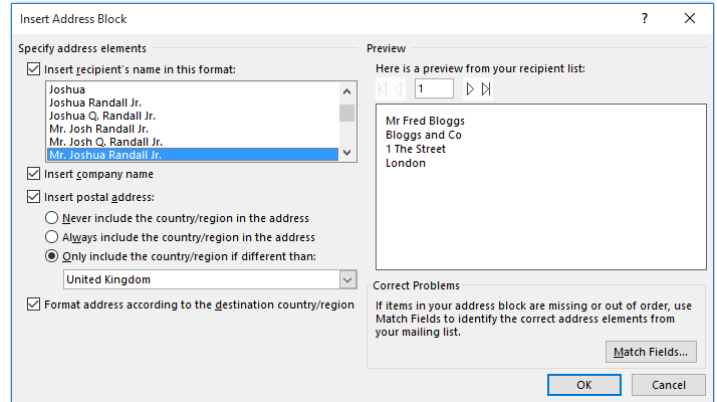 Insert Address Block
Specify address elements
Insert recipient's name in this format:
Joshua
Joshua Randall Jr.
Joshua Q. Randall Jr.
Mr. Josh Randall Jr.
Mr. Josh Q. Randall Jr.
Mr. Joshua Randall Jr.
Insert company name
Insert postal address:
Never include the country/region in the address
Always include the country/region in the address
Only include the country/region if different than:
United Kingdom
Format address according to the destination country/region
Preview
Here is a preview from your recipient list:
1
Mr Fred Bloggs
Bloggs and Co
1 The Street
London
Correct Problems
If items in your address block are missing or out of order, use
Match Fields to identify the correct address elements from
your mailing list.
Match Fields...
OK
Cancel